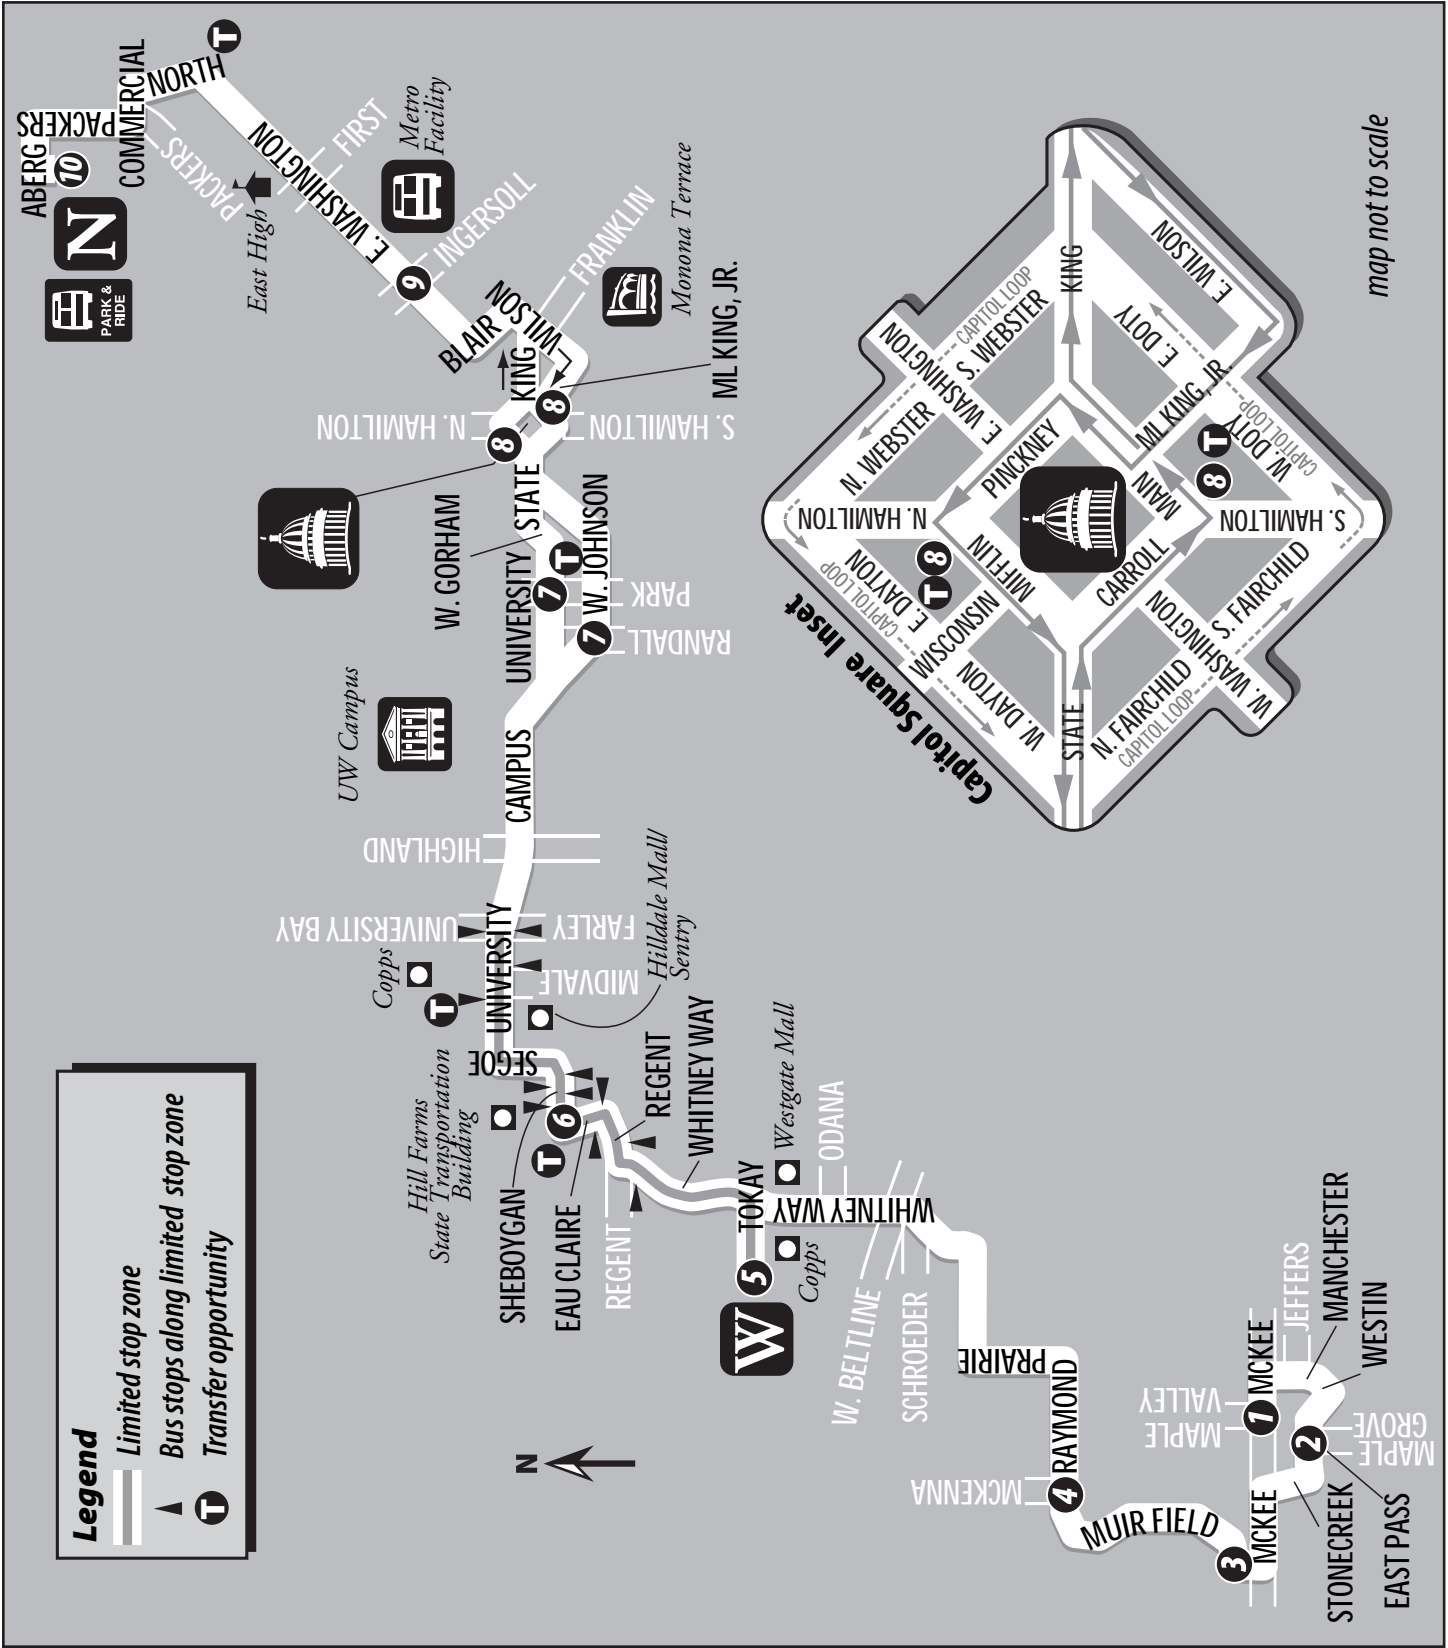 Legend
Limited stop zone
Bus stops along limited stop zone
T
Transfer opportunity
N
ABERG
PACKERS
COMMERCIAL
NORTH
T
10
N
PARK &
RIDE
PACKERS
E. WASHINGTON
FIRST
East High
Metro
Facility
9
INGERSOLL
BLAIR
WILSON
FRANKLIN
Monona Terrace
KING
ML KING, JR.
8
8
N. HAMILTON
S. HAMILTON
STATE
W. GORHAM
UNIVERSITY
W. JOHNSON
T
7
7
PARK
RANDALL
UW Campus
CAMPUS
HIGHLAND
UNIVERSITY BAY
FARLEY
UNIVERSITY
MIDVALE
Copps
T
Hilldale Mall/
Sentry
SEGOE
Hill Farms
State Transportation
Building
SHEBOYGAN
6
T
EAU CLAIRE
REGENT
REGENT
WHITNEY WAY
TOKAY
5
W
Westgate Mall
Copps
ODANA
WHITNEY WAY
W. BELTLINE
SCHROEDER
PRAIRIE
RAYMOND
MCKENNA
4
MUIR FIELD
3
MCKEE
STONECREEK
EAST PASS
2
MAPLE
GROVE
MAPLE
VALLEY
1
MCKEE
JEFFERS
MANCHESTER
WESTIN
Capitol Square Inset
STATE
W. DAYTON
WISCONSIN
E. DAYTON
CAPITOL LOOP
T
8
N. HAMILTON
N. WEBSTER
E. WASHINGTON
S. WEBSTER
CAPITOL LOOP
KING
PINCKNEY
MIFFLIN
CARROLL
MAIN
ML KING, JR.
E. DOTY
E. WILSON
8
T
W. DOTY
CAPITOL LOOP
CAPITOL LOOP
S. HAMILTON
S. FAIRCHILD
W. WASHINGTON
N. FAIRCHILD
CAPITOL LOOP
map not to scale